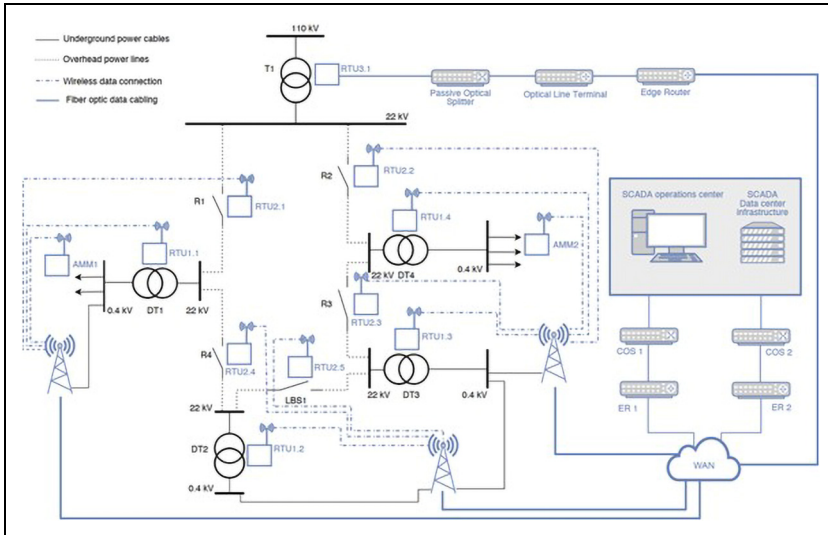 110 kV
Underground power cables
Overhead power lines
Wireless data connection
Fiber optic data cabling
T1
RTU3.1
Passive Optical
Splitter
Optical Line Terminal
Edge Router
22 kV
R1
RTU2.1
R2
RTU2.2
SCADA operations center
SCADA
Data center
infrastructure
AMM1
RTU1.1
RTU1.4
AMM2
0.4 kV
DT1
22 kV
22 kV
DT4
0.4 kV
R3
RTU2.3
RTU1.3
R4
RTU2.4
RTU2.5
LBS1
22 kV
DT3
0.4 kV
COS 1
COS 2
ER 1
ER 2
22 kV
DT2
RTU1.2
0.4 kV
WAN